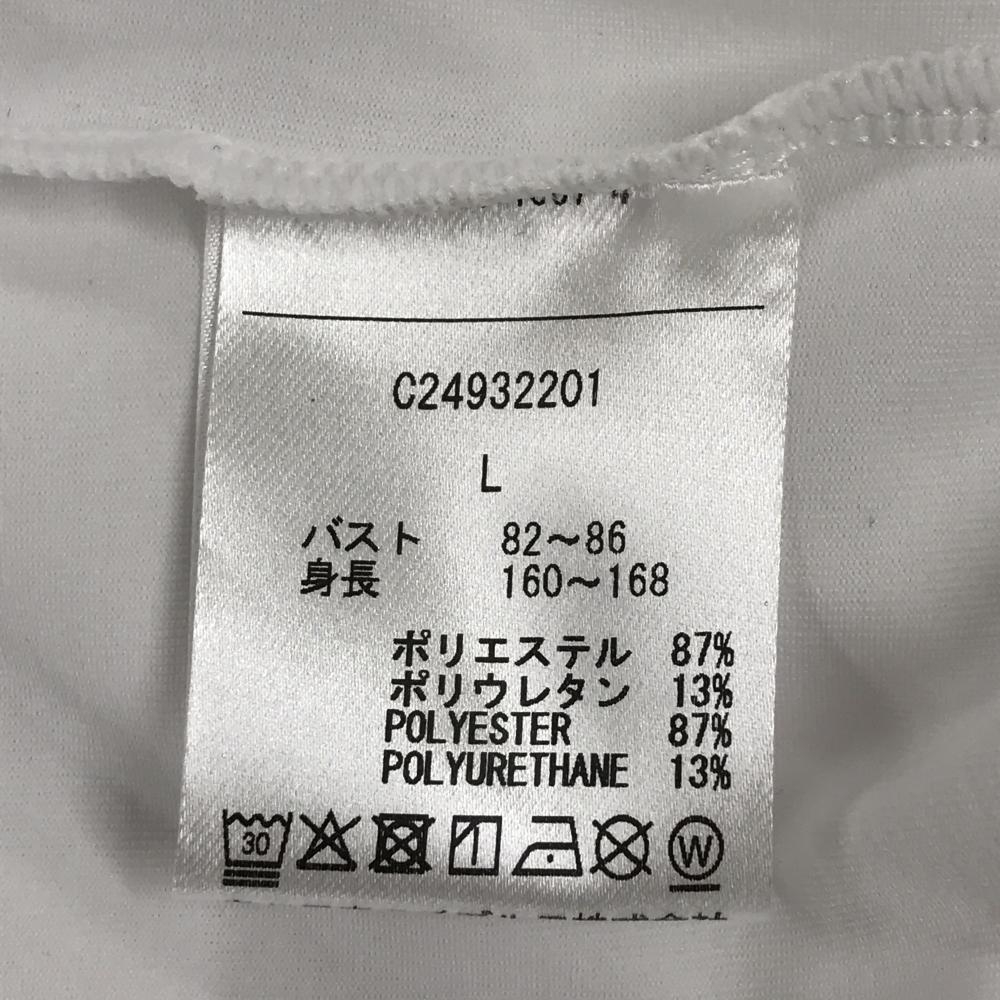 C24932201
L
バスト 82～86
身長 160～168
ポリエステル 87%
ポリウレタン 13%
POLYESTER 87%
POLYURETHANE 13%
30 W